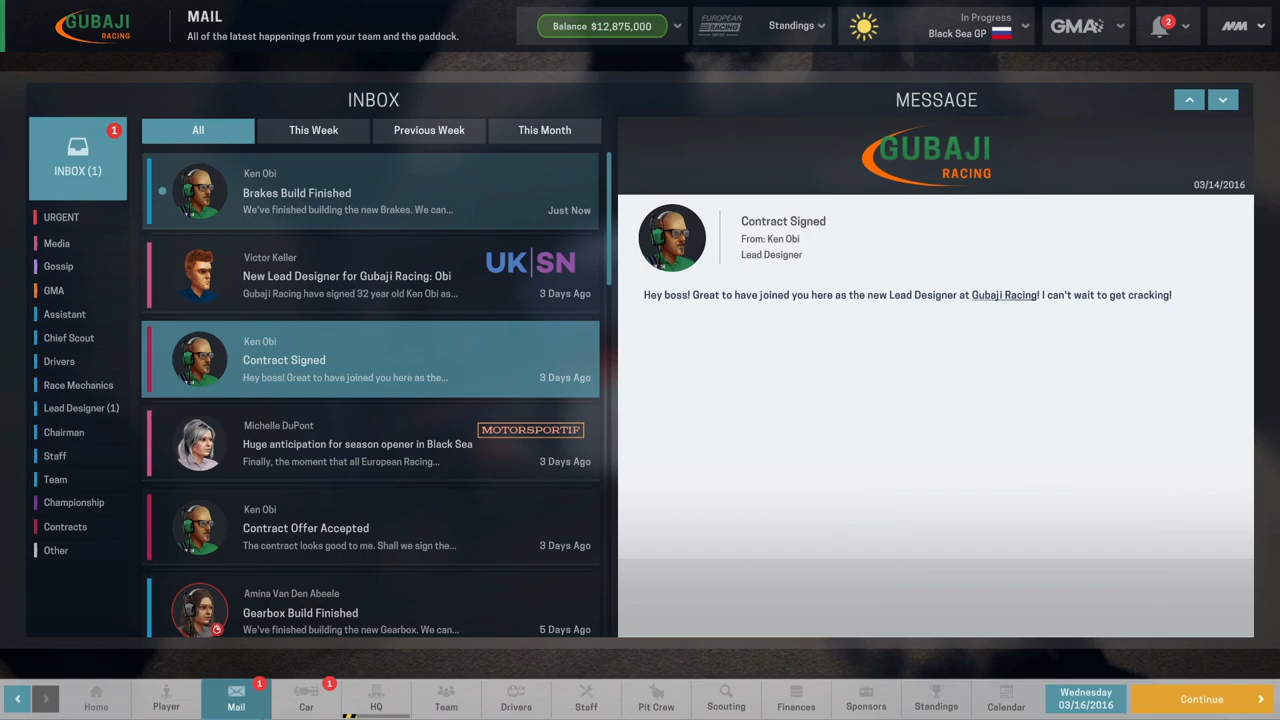 GUBAJI
RACING
MAIL
All of the latest happenings from your team and the paddock.
Balance $12,875,000
EUROPEAN
RACING
Standings
In Progress
Black Sea GP
GMA
2
INBOX
MESSAGE
1
INBOX (1)
All
This Week
Previous Week
This Month
URGENT
Media
Gossip
GMA
Assistant
Chief Scout
Drivers
Race Mechanics
Lead Designer (1)
Chairman
Staff
Team
Championship
Contracts
Other
Ken Obi
Brakes Build Finished
We've finished building the new Brakes. We can...
Just Now
Victor Keller
New Lead Designer for Gubaji Racing: Obi
Gubaji Racing have signed 32 year old Ken Obi as...
UK|SN
3 Days Ago
Ken Obi
Contract Signed
Hey boss! Great to have joined you here as the...
3 Days Ago
Michelle DuPont
Huge anticipation for season opener in Black Sea
Finally, the moment that all European Racing...
MOTORSPORTIF
3 Days Ago
Ken Obi
Contract Offer Accepted
The contract looks good to me. Shall we sign the...
3 Days Ago
Amina Van Den Abeele
Gearbox Build Finished
We've finished building the new Gearbox. We can...
5 Days Ago
GUBAJI
RACING
03/14/2016
Contract Signed
From: Ken Obi
Lead Designer
Hey boss! Great to have joined you here as the new Lead Designer at Gubaji Racing! I can't wait to get cracking!
Home
Player
1
Mail
1
Car
HQ
Team
Drivers
Staff
Pit Crew
Scouting
Finances
Sponsors
Standings
Calendar
Wednesday
03/16/2016
Continue